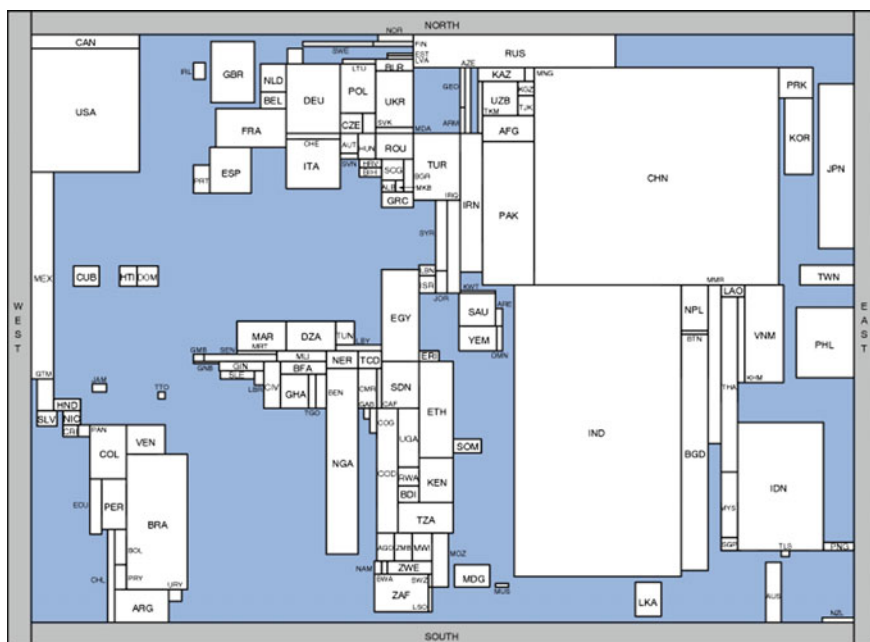 NORTH
CAN
NOR
SWE
FIN
RUS
EST
LVA
LTU
BLR
IRL
GBR
NLD
BEL
DEU
POL
UKR
AZE
GEO
ARM
KAZ
MNG
UZB
KGZ
TKM
TJK
PRK
USA
FRA
CZE
SVK
MDA
AFG
KOR
JPN
CHE
ITA
AUT
HUN
ROU
TUR
PRT
ESP
SVN
HRV
BIH
SCG
BGR
ALB
MKB
GRC
IRQ
IRN
PAK
CHN
SYR
MEX
CUB
HTI
DOM
LBN
ISR
JOR
KWT
MMR
TWN
EGY
SAU
ARE
YEM
OMN
NPL
BTN
LAO
VNM
PHL
WEST
EAST
MAR
MRT
DZA
TUN
LBY
SEN
GMB
GNB
GIN
SLE
LBR
MLI
BFA
NER
TCD
ERI
GTM
JAM
TTO
HND
SLV
NIC
CRI
PAN
CIV
GHA
TGO
BEN
CMR
GAB
CAF
SDN
COG
ETH
KHM
THA
COL
VEN
UGA
SOM
IND
BGD
IDN
ECU
PER
BRA
NGA
COD
RWA
BDI
KEN
TZA
MYS
SGP
TLS
PNG
BOL
PRY
URY
CHL
ARG
AGO
ZMB
MWI
MOZ
NAM
BWA
ZWE
SWZ
ZAF
LSO
MDG
MUS
LKA
AUS
NZL
SOUTH